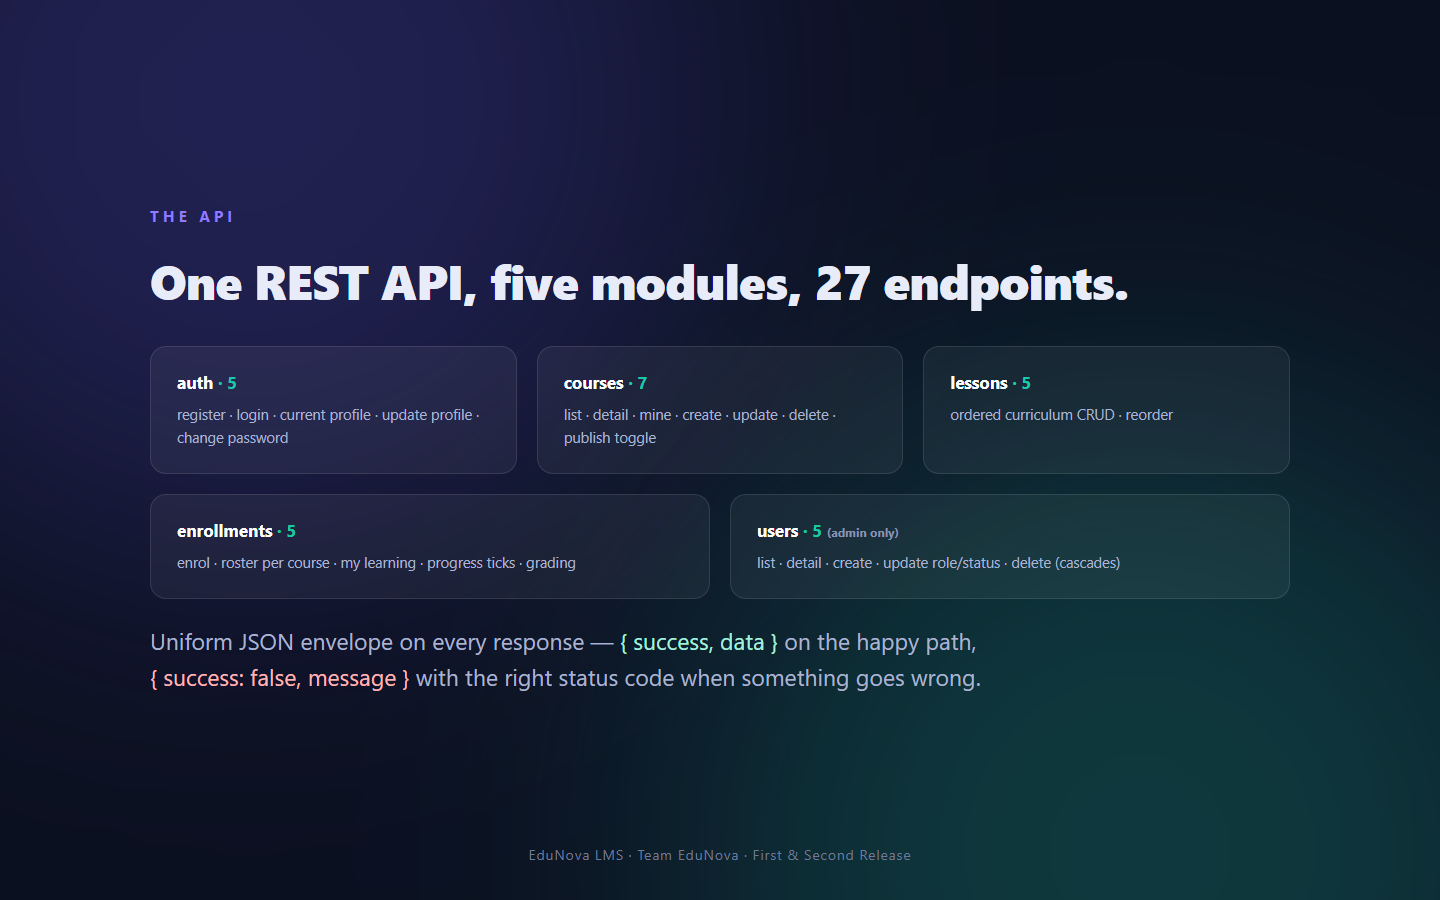 THE API
One REST API, five modules, 27 endpoints.
auth · 5
register · login · current profile · update profile ·
change password
courses · 7
list · detail · mine · create · update · delete ·
publish toggle
lessons · 5
ordered curriculum CRUD · reorder
enrollments · 5
enrol · roster per course · my learning · progress ticks · grading
users · 5 (admin only)
list · detail · create · update role/status · delete (cascades)
Uniform JSON envelope on every response — { success, data } on the happy path,
{ success: false, message } with the right status code when something goes wrong.
EduNova LMS · Team EduNova · First & Second Release